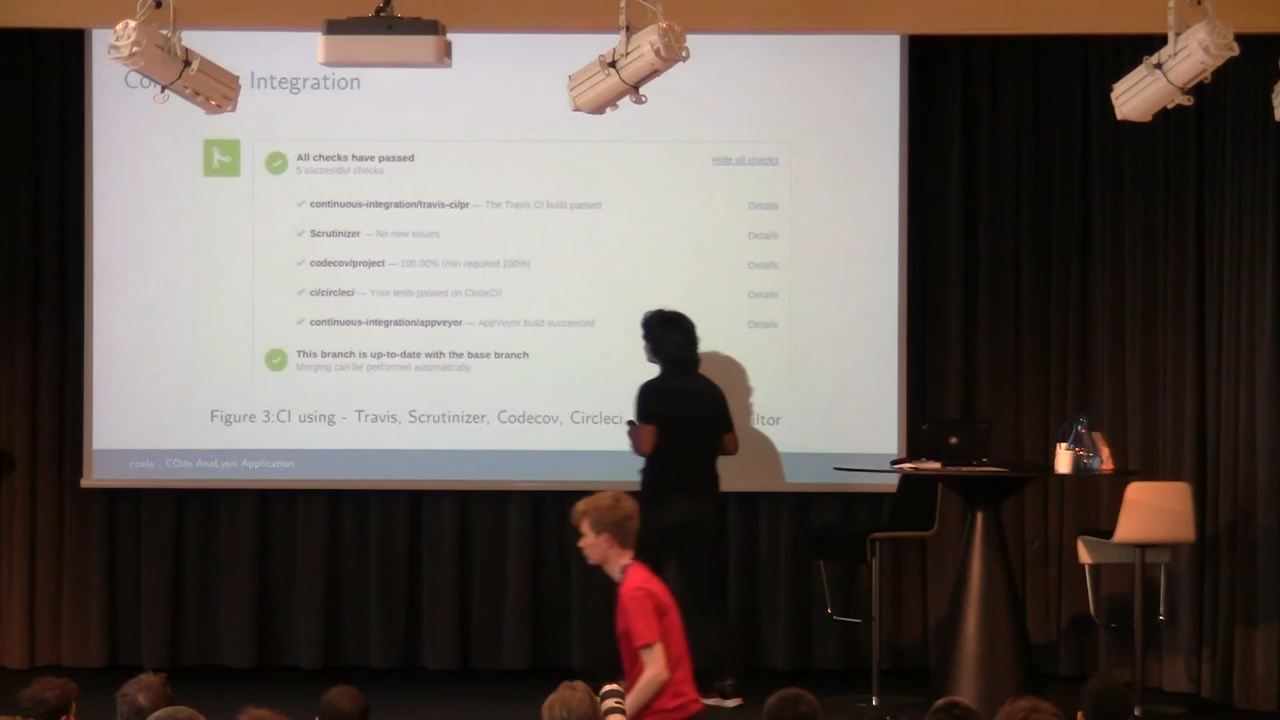 Integration
All checks have passed
Hide all checks
5 successful checks
continuous-integration/travis-ci/pr — The Travis CI build passed
Details
Scrutinizer — No new issues
Details
codecov/project — 100.00% (min required 100%)
Details
ci/circleci — Your tests passed on CircleCI!
Details
continuous-integration/appveyor — AppVeyor build succeeded
Details
This branch is up-to-date with the base branch
Merging can be performed automatically.
Figure 3:CI using - Travis, Scrutinizer, Codecov, Circleci
coala COde AnaLysis Application